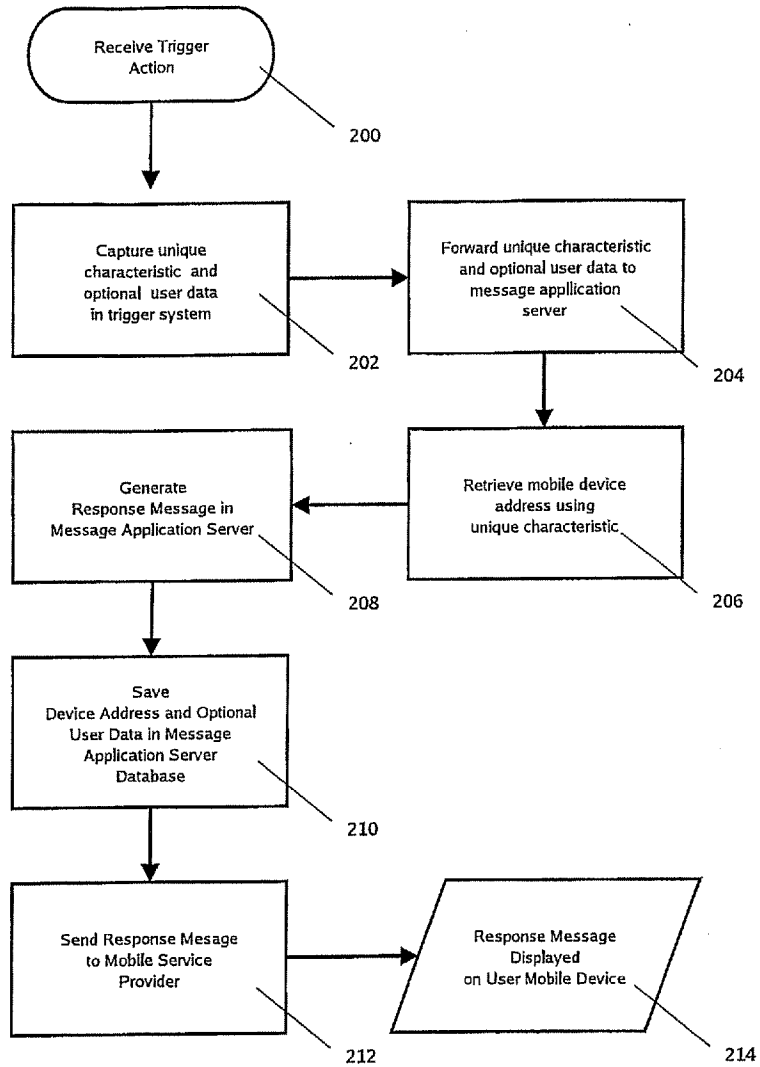 Receive Trigger
Action
200
Capture unique
characteristic and
optional user data
in trigger system
202
Forward unique characteristic
and optional user data to
message appllication
server
204
Retrieve mobile device
address using
unique characteristic
206
Generate
Response Message in
Message Application Server
208
Save
Device Address and Optional
User Data in Message
Application Server
Database
210
Send Response Mesage
to Mobile Service
Provider
212
Response Message
Displayed
on User Mobile Device
214